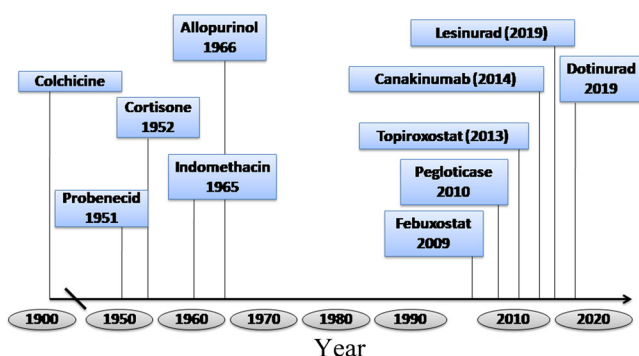 Allopurinol
1966
Lesinurad (2019)
Colchicine
Canakinumab (2014)
Dotinurad
2019
Cortisone
1952
Topiroxostat (2013)
Indomethacin
1965
Pegloticase
2010
Probenecid
1951
Febuxostat
2009
1900
1950
1960
1970
1980
1990
2010
2020
Year